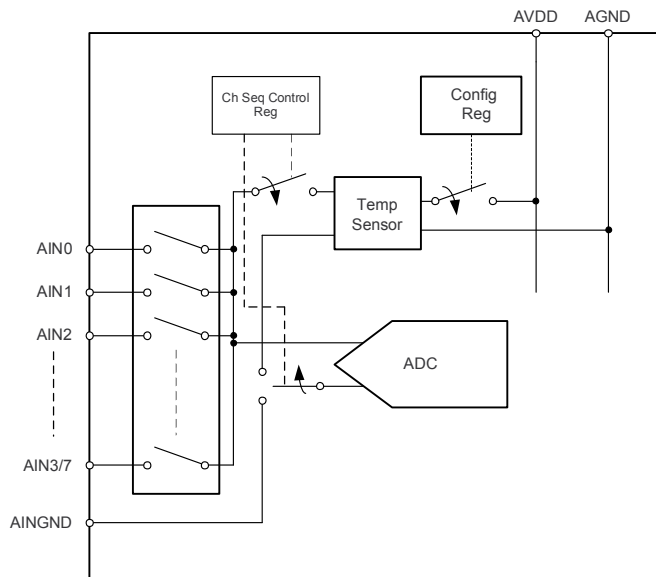 AVDD AGND
Ch Seq Control
Reg
Config
Reg
Temp
Sensor
AIN0
AIN1
AIN2
ADC
AIN3/7
AINGND